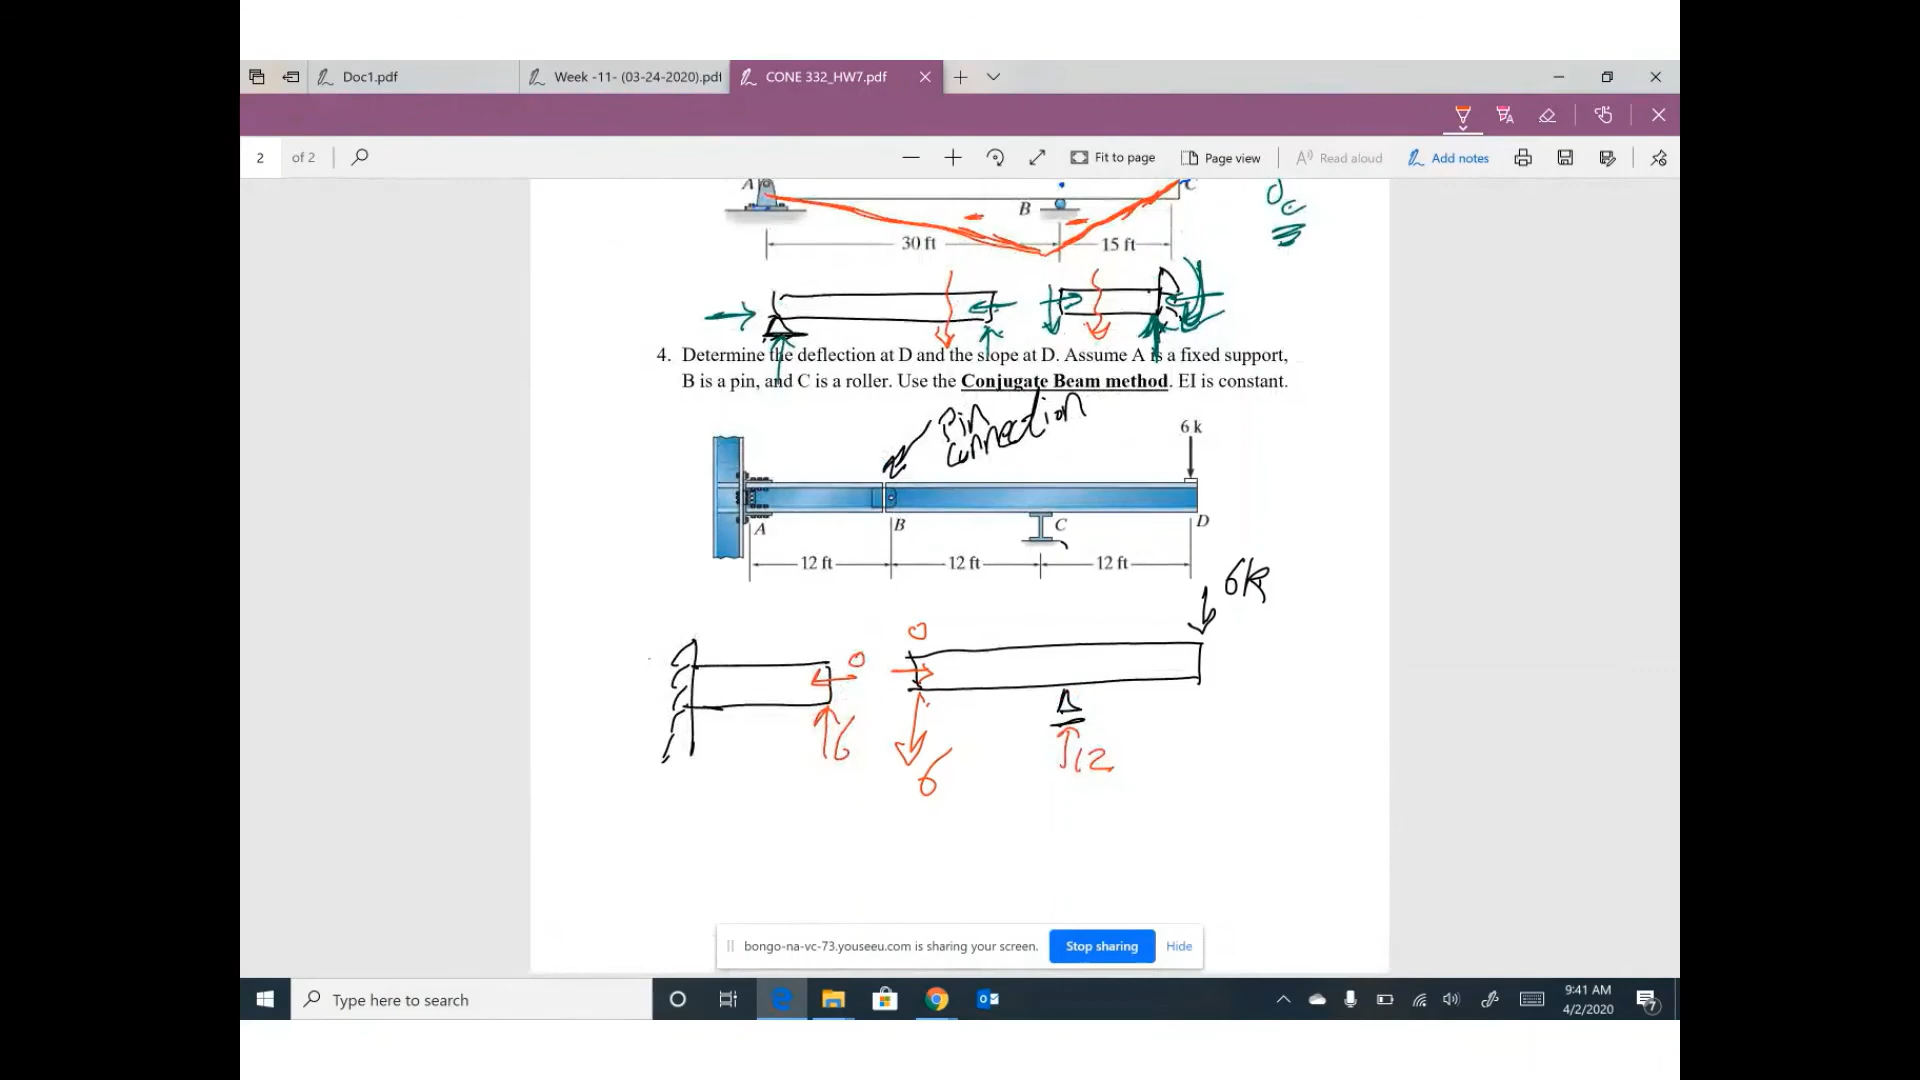 Doc1.pdf
Week -11- (03-24-2020).pdf
CONE 332_HW7.pdf
2 of 2
Fit to page
Page view
Read aloud
Add notes
A
B
C
30 ft
15 ft
4. Determine the deflection at D and the slope at D. Assume A is a fixed support,
B is a pin, and C is a roller. Use the Conjugate Beam method. EI is constant.
Pin
connection
6 k
A
B
C
D
12 ft
12 ft
12 ft
6k
0
0
6
6
12
bongo-na-vc-73.youseeu.com is sharing your screen.
Stop sharing
Hide
Type here to search
9:41 AM
4/2/2020
7